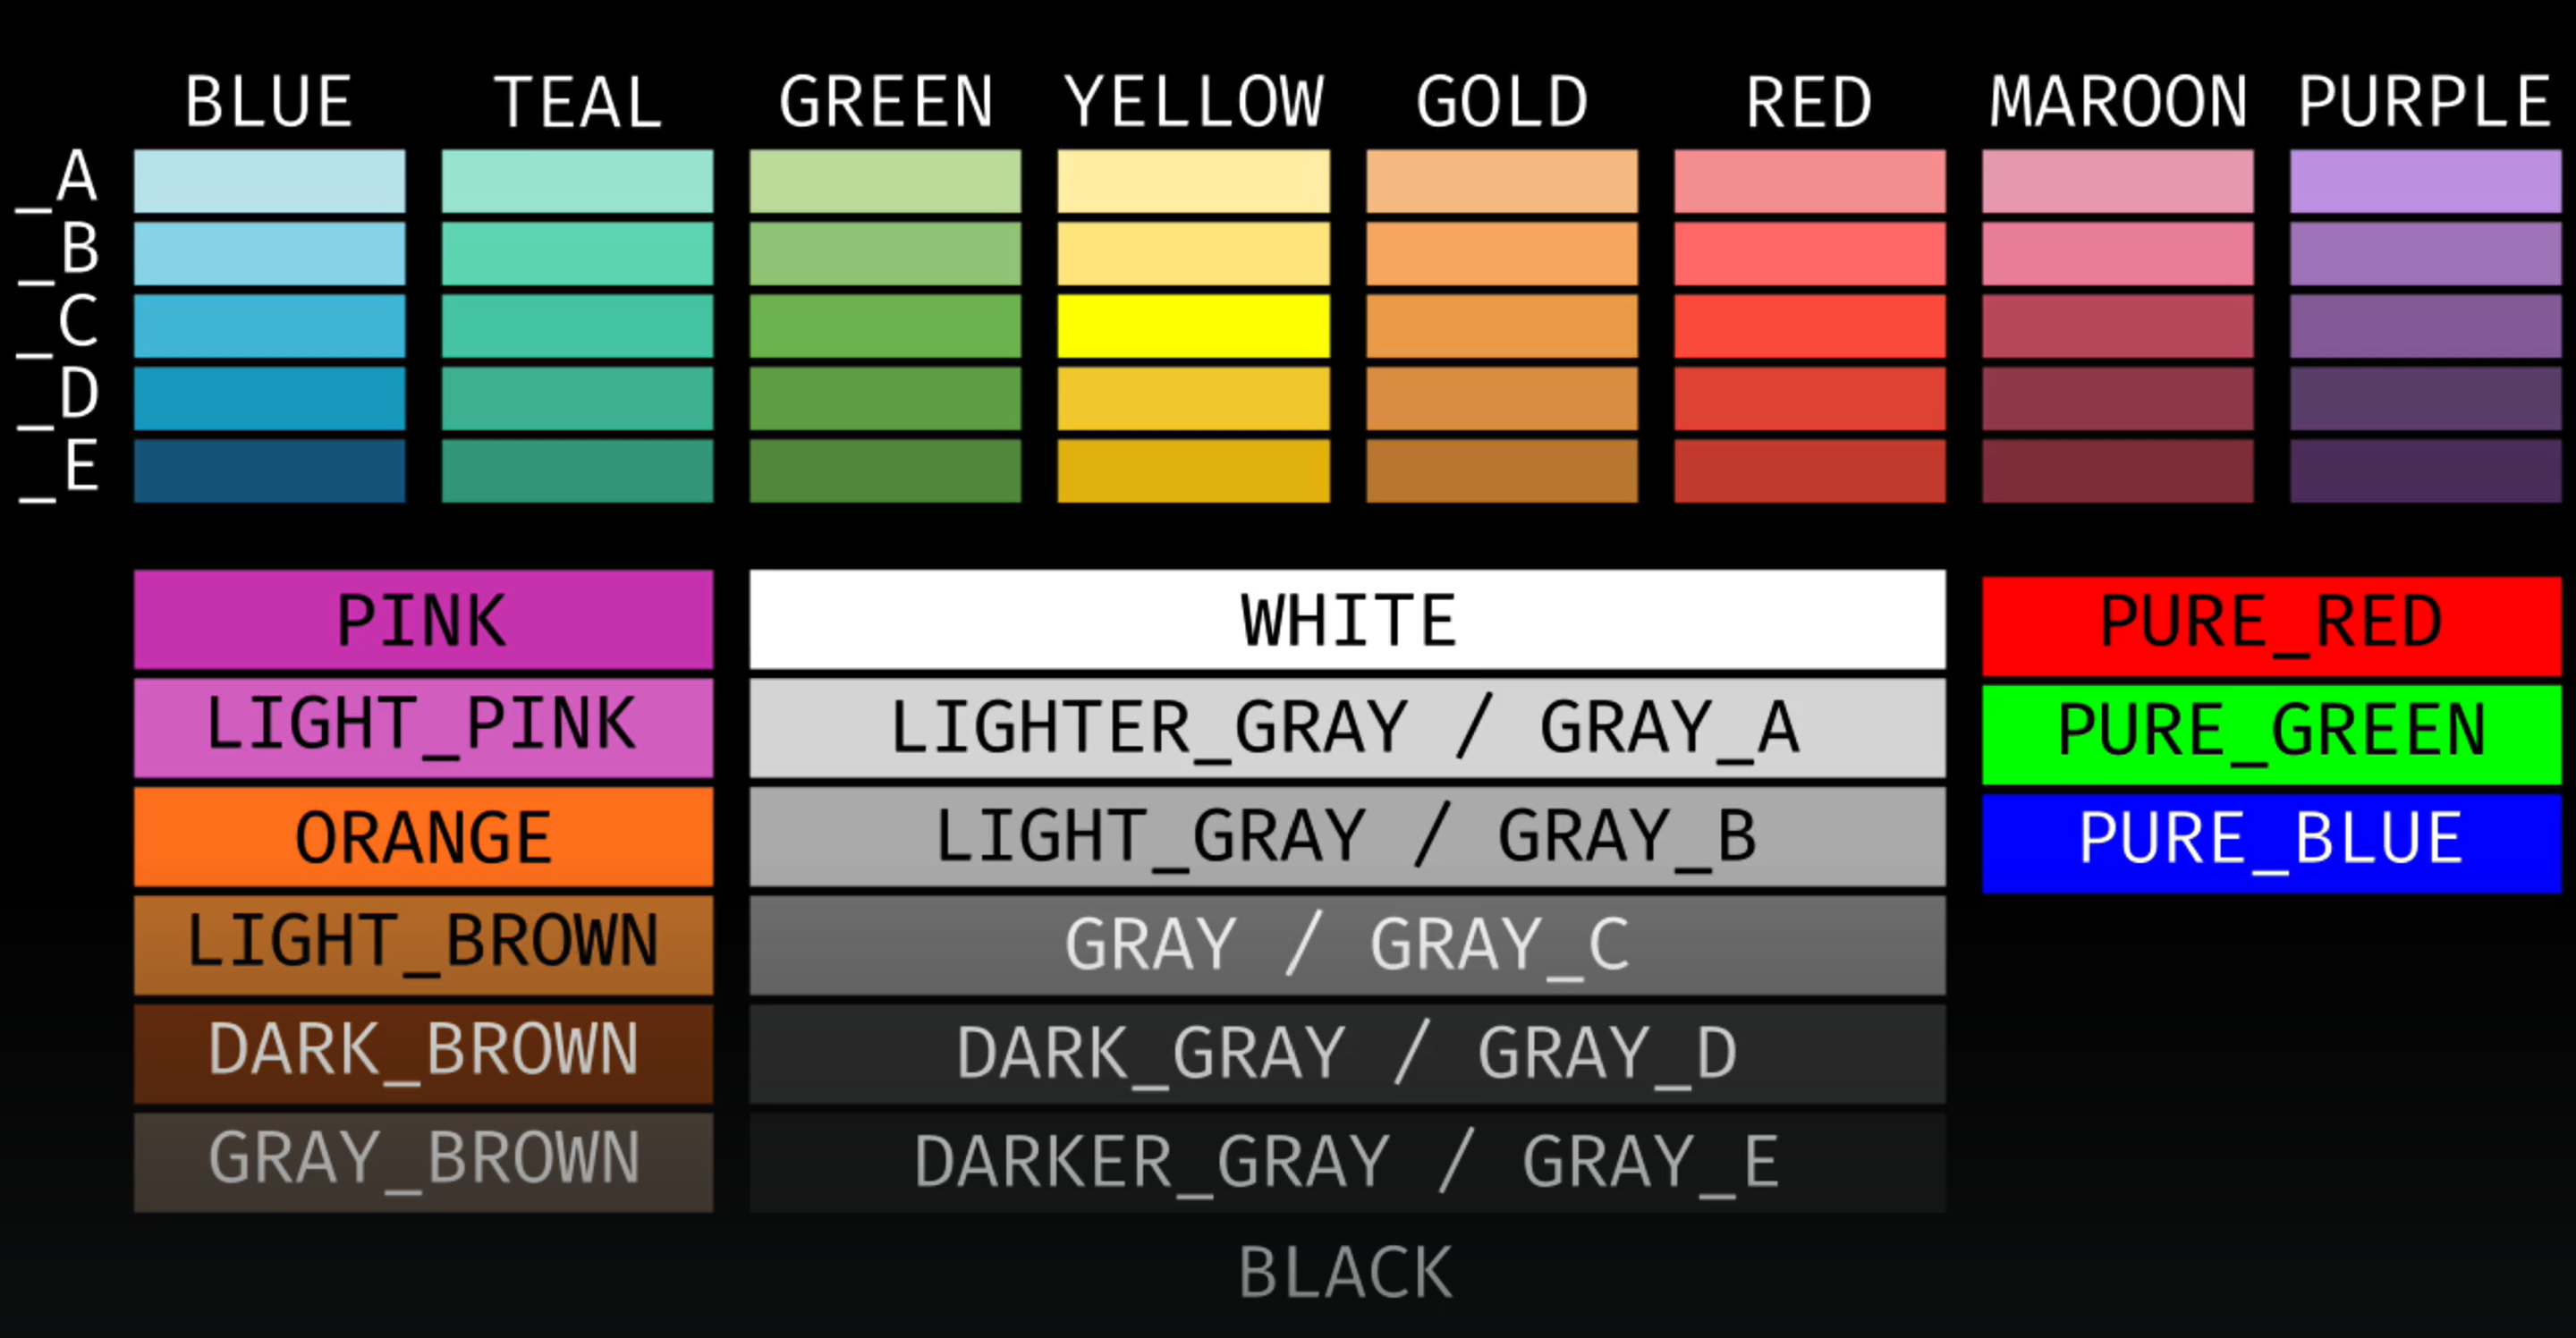 BLUE TEAL GREEN YELLOW GOLD RED MAROON PURPLE
_A
_B
_C
_D
_E
PINK
LIGHT_PINK
ORANGE
LIGHT_BROWN
DARK_BROWN
GRAY_BROWN
WHITE
LIGHTER_GRAY / GRAY_A
LIGHT_GRAY / GRAY_B
GRAY / GRAY_C
DARK_GRAY / GRAY_D
DARKER_GRAY / GRAY_E
BLACK
PURE_RED
PURE_GREEN
PURE_BLUE